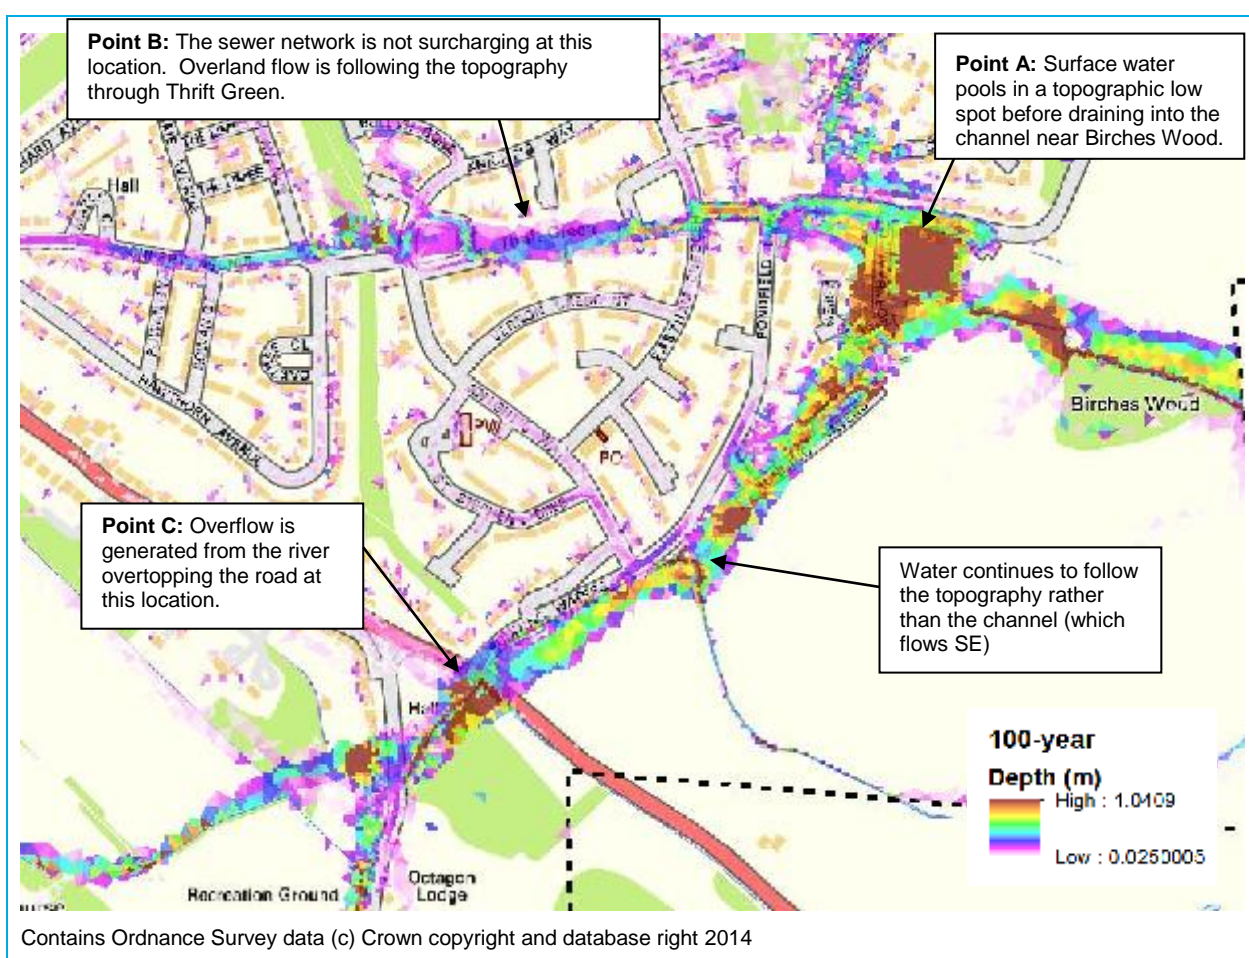 Point B: The sewer network is not surcharging at this
location. Overland flow is following the topography
through Thrift Green.
Point A: Surface water
pools in a topographic low
spot before draining into the
channel near Birches Wood.
Hall
Birches Wood
PO
Point C: Overflow is
generated from the river
overtopping the road at
this location.
HAWTHORN AVENUE
Water continues to follow
the topography rather
than the channel (which
flows SE)
100-year
Depth (m)
High : 1.0409
Low : 0.0250005
Octagon
Lodge
Recreation Ground
Contains Ordnance Survey data (c) Crown copyright and database right 2014